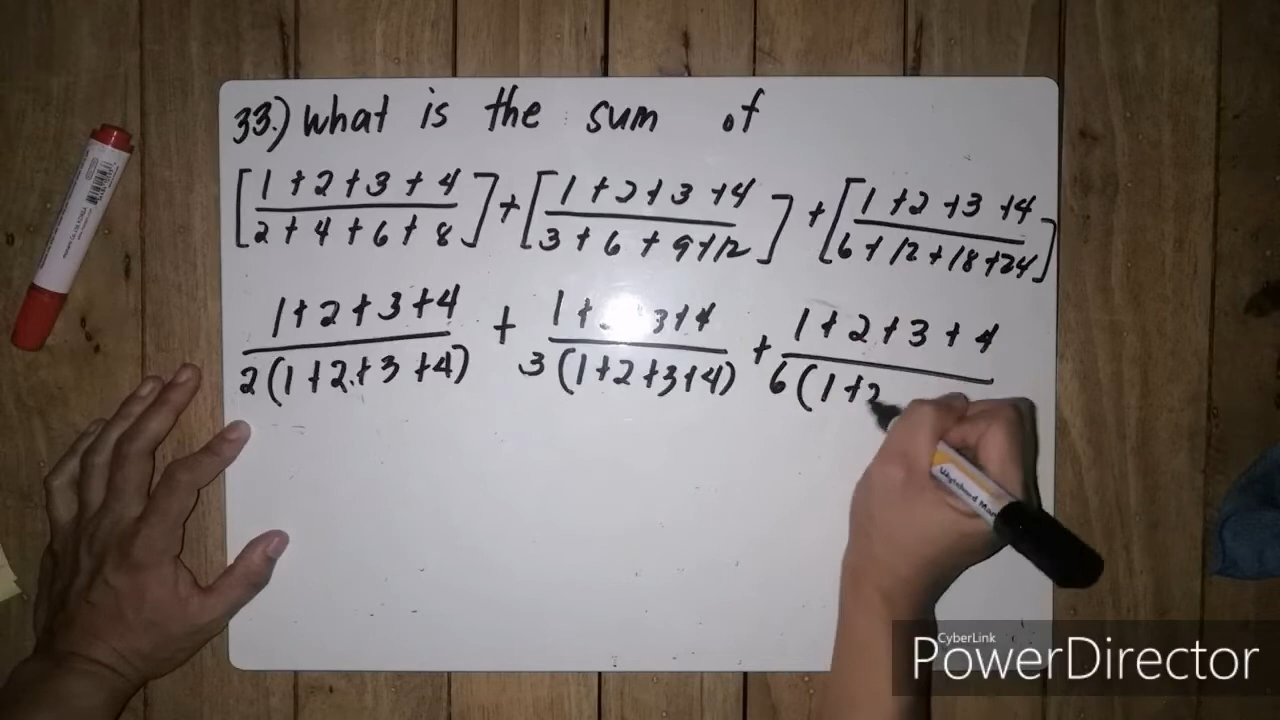 33.) What is the sum of
[1+2+3+4 / 2+4+6+8] + [1+2+3+4 / 3+6+9+12] + [1+2+3+4 / 6+12+18+24]
1+2+3+4 / 2(1+2+3+4) + 1+ 3+4 / 3(1+2+3+4) + 1+2+3+4 / 6(1+2
CyberLink
PowerDirector